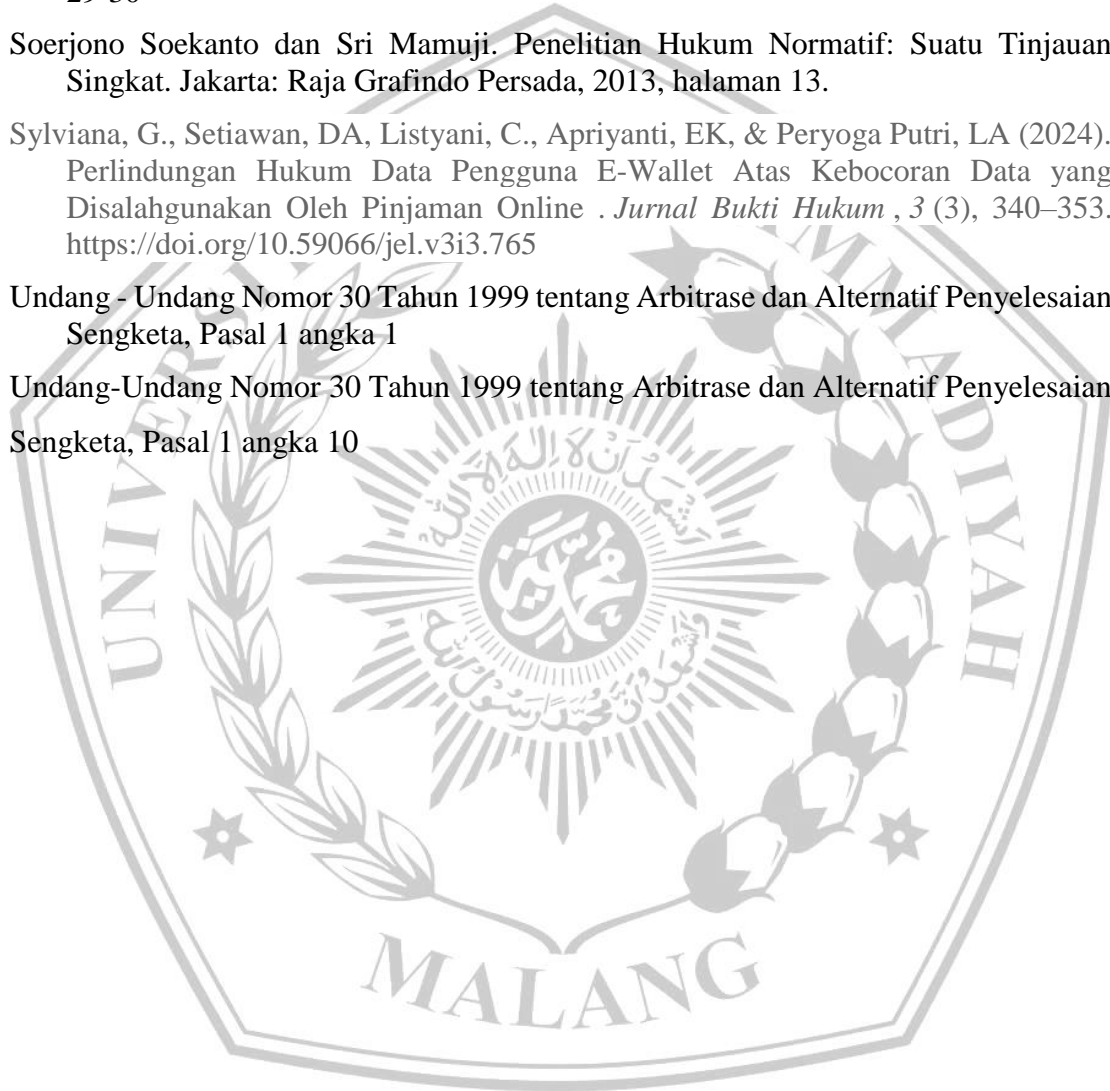 Soerjono Soekanto dan Sri Mamuji. Penelitian Hukum Normatif: Suatu Tinjauan
Singkat. Jakarta: Raja Grafindo Persada, 2013, halaman 13.
Sylviana, G., Setiawan, DA, Listyani, C., Apriyanti, EK, & Peryoga Putri, LA (2024).
Perlindungan Hukum Data Pengguna E-Wallet Atas Kebocoran Data yang
Disalahgunakan Oleh Pinjaman Online . Jurnal Bukti Hukum , 3 (3), 340–353.
https://doi.org/10.59066/jel.v3i3.765
Undang - Undang Nomor 30 Tahun 1999 tentang Arbitrase dan Alternatif Penyelesaian
Sengketa, Pasal 1 angka 1
Undang-Undang Nomor 30 Tahun 1999 tentang Arbitrase dan Alternatif Penyelesaian
Sengketa, Pasal 1 angka 10
MALANG